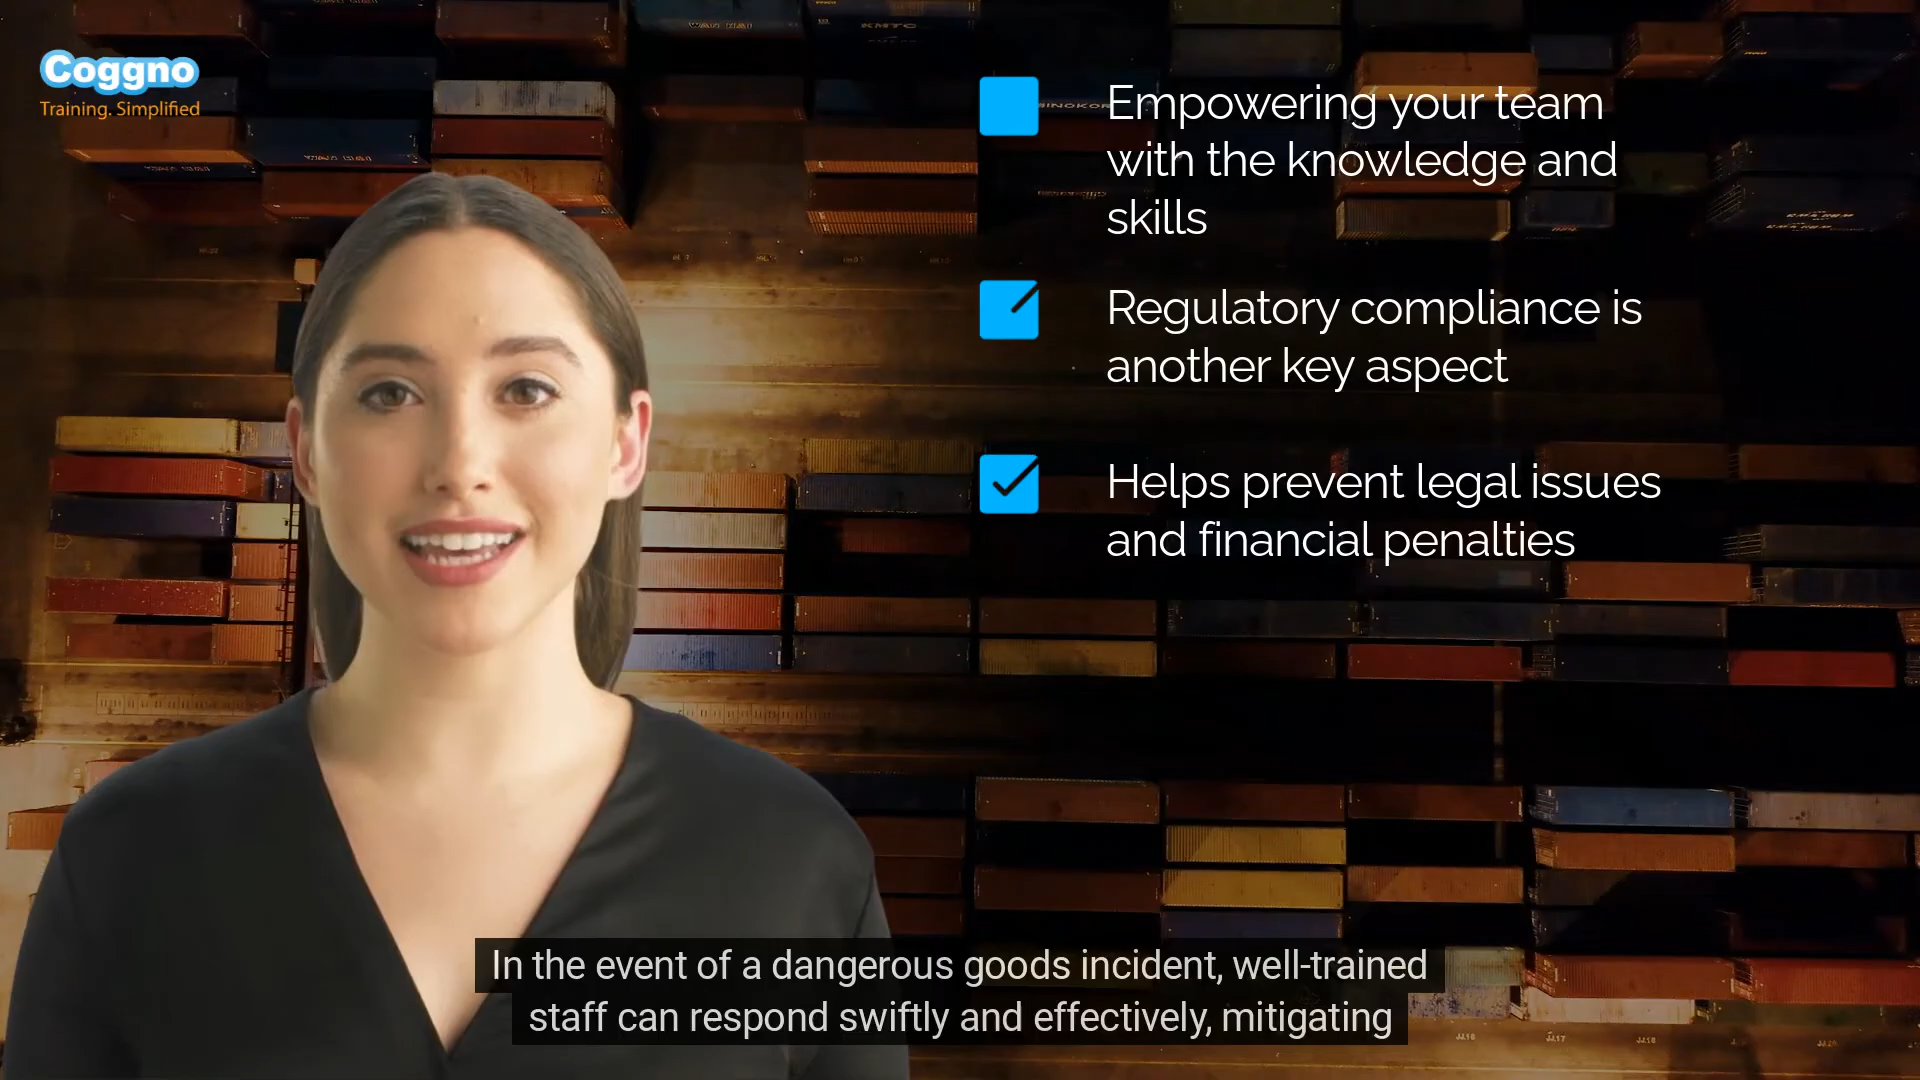 Coggno
Training. Simplified
Empowering your team
with the knowledge and
skills
Regulatory compliance is
another key aspect
Helps prevent legal issues
and financial penalties
In the event of a dangerous goods incident, well-trained
staff can respond swiftly and effectively, mitigating